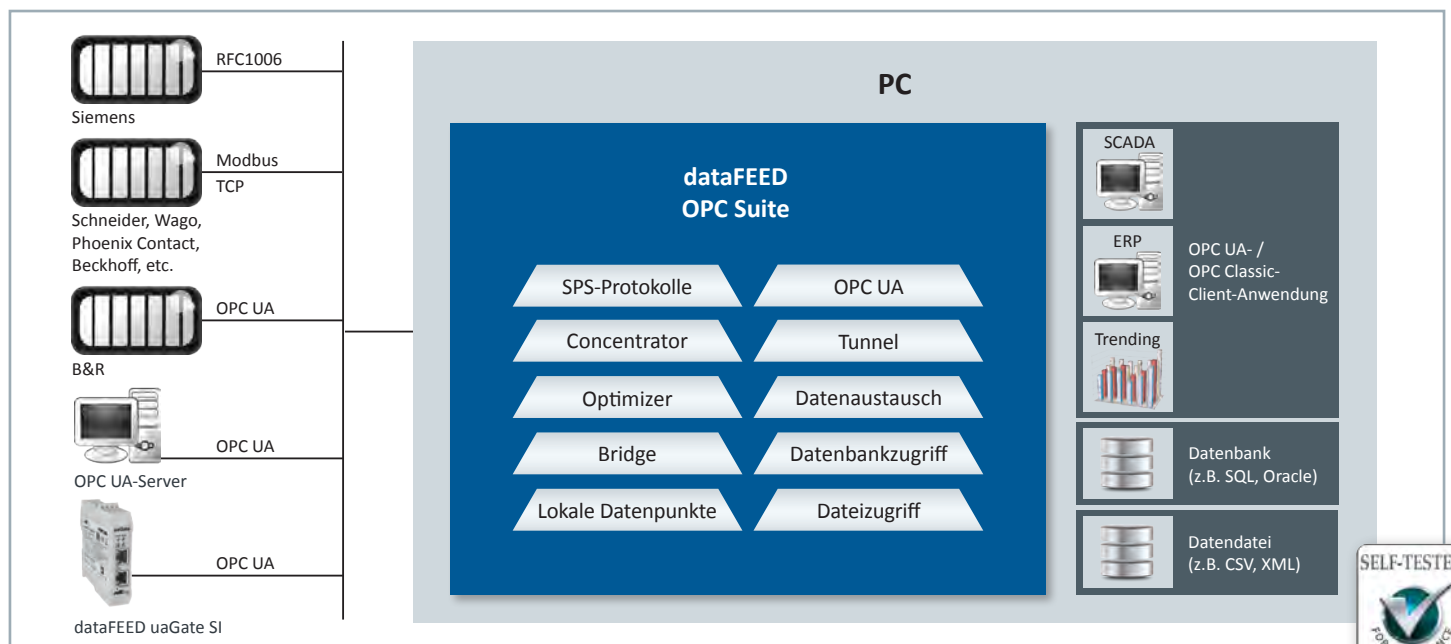 RFC1006
Siemens
Modbus
TCP
Schneider, Wago,
Phoenix Contact,
Beckhoff, etc.
OPC UA
B&R
OPC UA
OPC UA-Server
OPC UA
dataFEED uaGate SI
PC
dataFEED
OPC Suite
SPS-Protokolle
OPC UA
Concentrator
Tunnel
Optimizer
Datenaustausch
Bridge
Datenbankzugriff
Lokale Datenpunkte
Dateizugriff
SCADA
ERP
Trending
OPC UA- /
OPC Classic-
Client-Anwendung
Datenbank
(z.B. SQL, Oracle)
Datendatei
(z.B. CSV, XML)
SELF-TESTE